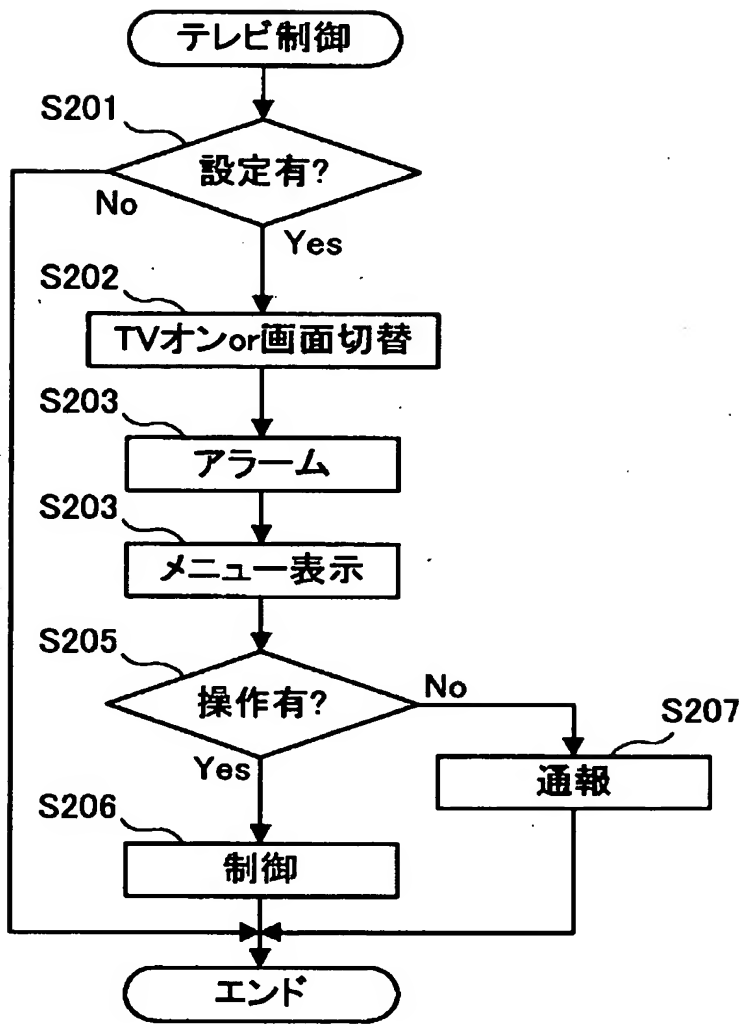 テレビ制御
S201
設定有?
No
Yes
S202
TVオンor画面切替
S203
アラーム
S203
メニュー表示
S205
操作有?
No
Yes
S207
通報
S206
制御
エンド